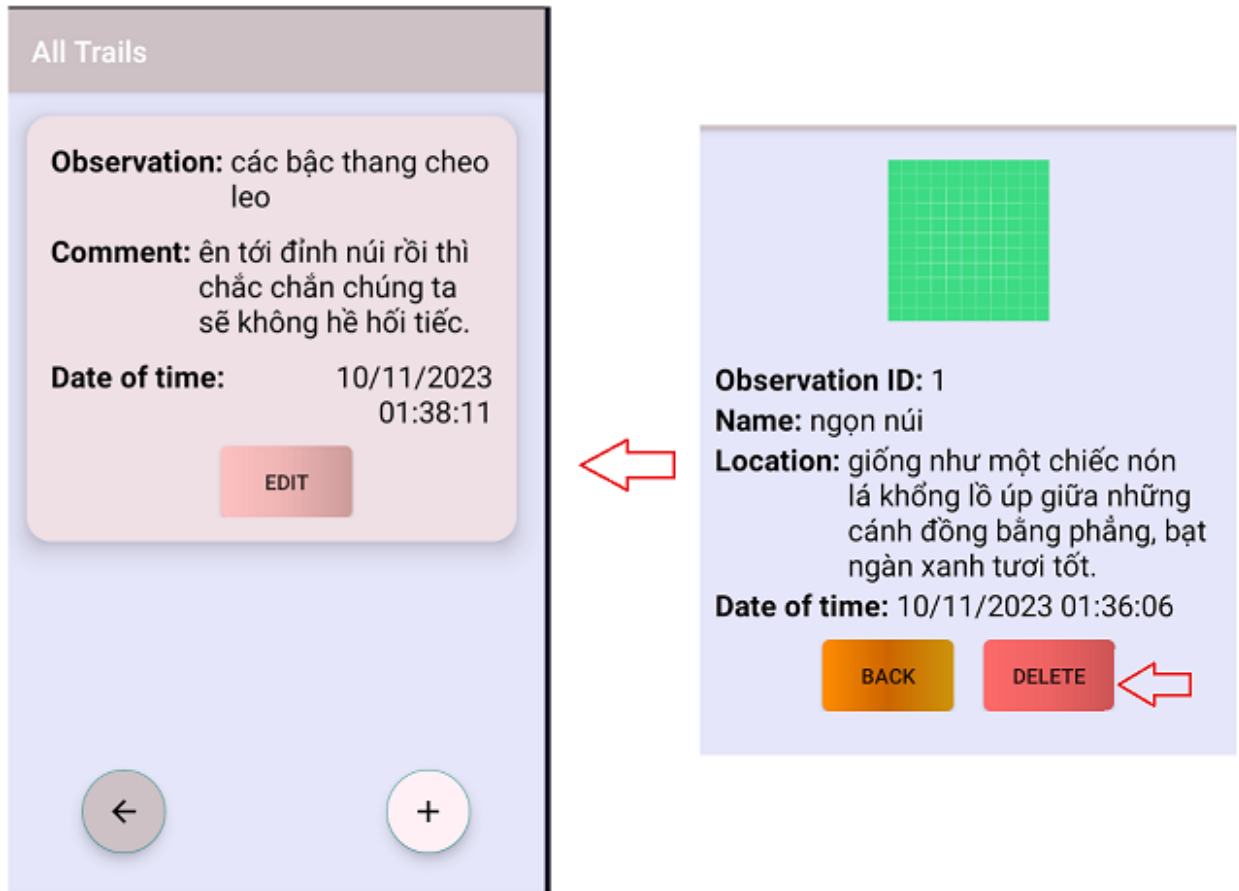 All Trails
Observation: các bậc thang cheo
leo
Comment: ên tới đỉnh núi rồi thì
chắc chắn chúng ta
sẽ không hề hối tiếc.
Date of time: 10/11/2023
01:38:11
EDIT
Observation ID: 1
Name: ngọn núi
Location: giống như một chiếc nón
lá khổng lồ úp giữa những
cánh đồng bằng phẳng, bạt
ngàn xanh tươi tốt.
Date of time: 10/11/2023 01:36:06
BACK DELETE